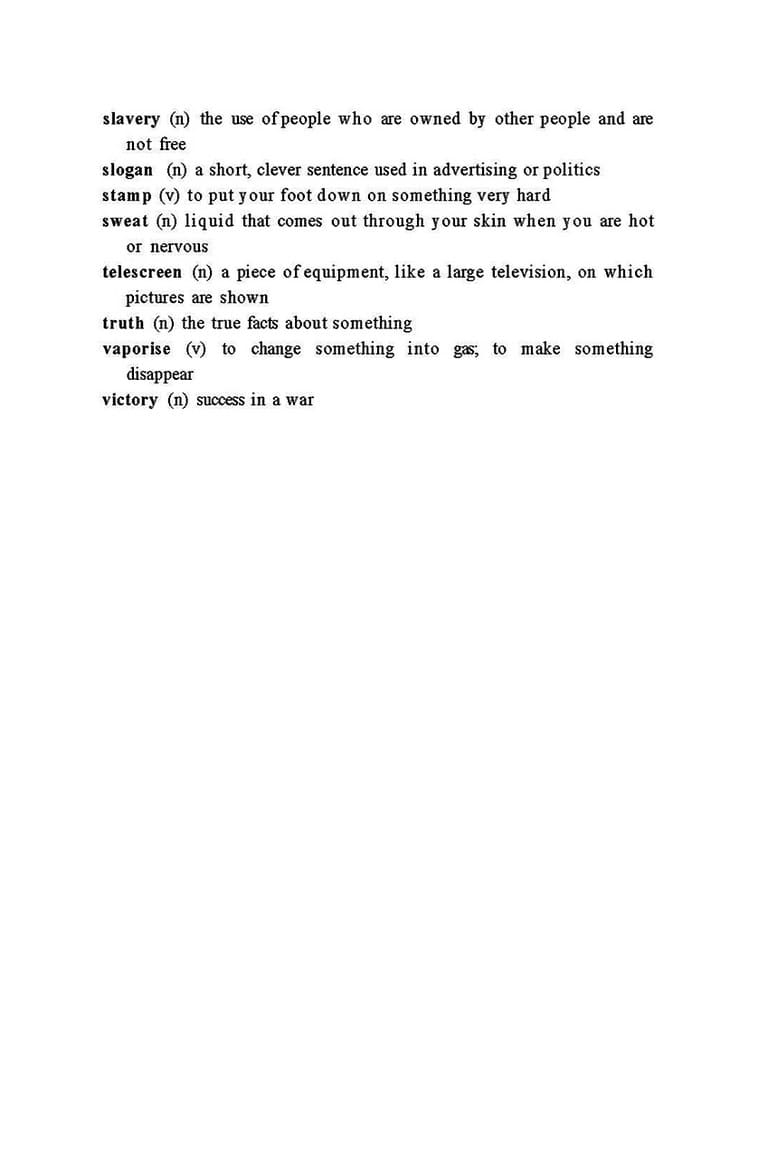 slavery (n) the use of people who are owned by other people and are
not free
slogan (n) a short, clever sentence used in advertising or politics
stamp (v) to put your foot down on something very hard
sweat (n) liquid that comes out through your skin when you are hot
or nervous
telescreen (n) a piece of equipment, like a large television, on which
pictures are shown
truth (n) the true facts about something
vaporise (v) to change something into gas; to make something
disappear
victory (n) success in a war